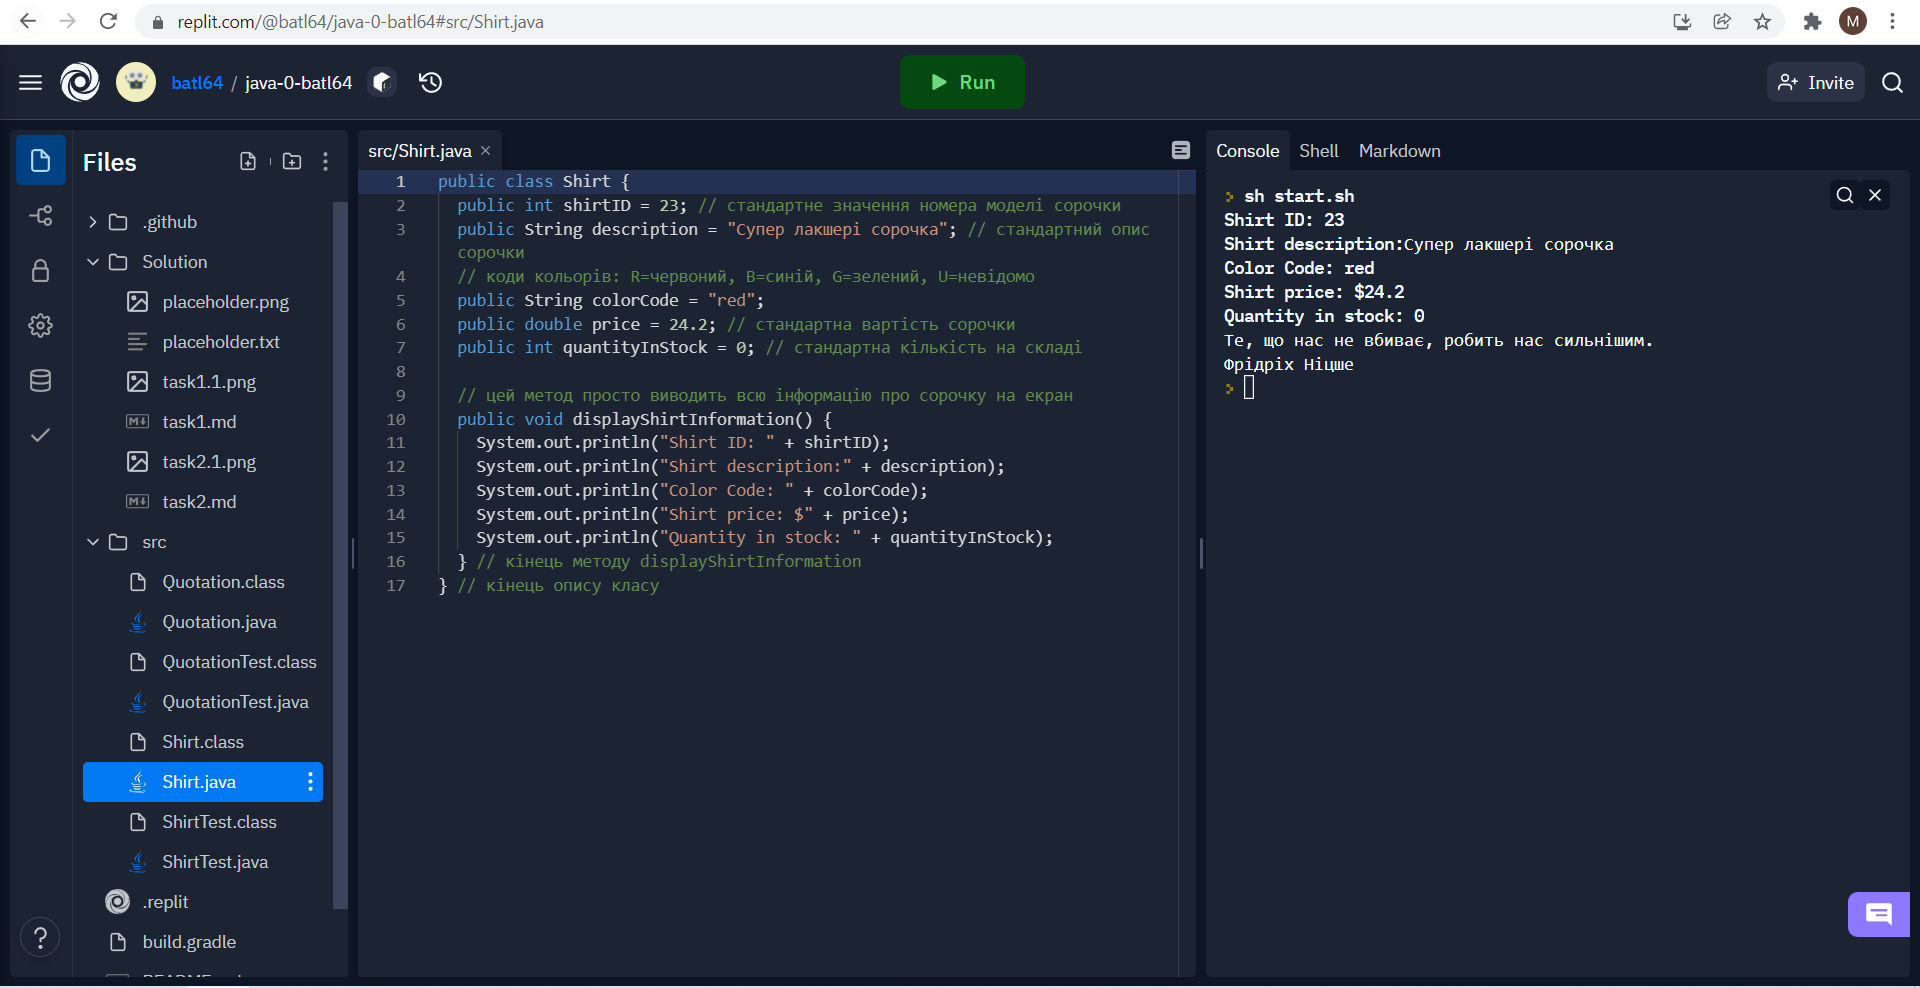 replit.com/@batl64/java-0-batl64#src/Shirt.java
M
batl64 / java-0-batl64
Run
Invite
Files
.github
Solution
placeholder.png
placeholder.txt
task1.1.png
task1.md
task2.1.png
task2.md
src
Quotation.class
Quotation.java
QuotationTest.class
QuotationTest.java
Shirt.class
Shirt.java
ShirtTest.class
ShirtTest.java
.replit
build.gradle
src/Shirt.java
1 public class Shirt {
2 public int shirtID = 23; // стандартне значення номера моделі сорочки
3 public String description = "Супер лакшері сорочка"; // стандартний опис
сорочки
4 // коди кольорів: R=червоний, B=синій, G=зелений, U=невідомо
5 public String colorCode = "red";
6 public double price = 24.2; // стандартна вартість сорочки
7 public int quantityInStock = 0; // стандартна кількість на складі
8
9 // цей метод просто виводить всю інформацію про сорочку на екран
10 public void displayShirtInformation() {
11 System.out.println("Shirt ID: " + shirtID);
12 System.out.println("Shirt description:" + description);
13 System.out.println("Color Code: " + colorCode);
14 System.out.println("Shirt price: $" + price);
15 System.out.println("Quantity in stock: " + quantityInStock);
16 } // кінець методу displayShirtInformation
17 } // кінець опису класу
Console Shell Markdown
sh start.sh
Shirt ID: 23
Shirt description:Супер лакшері сорочка
Color Code: red
Shirt price: $24.2
Quantity in stock: 0
Те, що нас не вбиває, робить нас сильнішим.
Фрідріх Ніцше